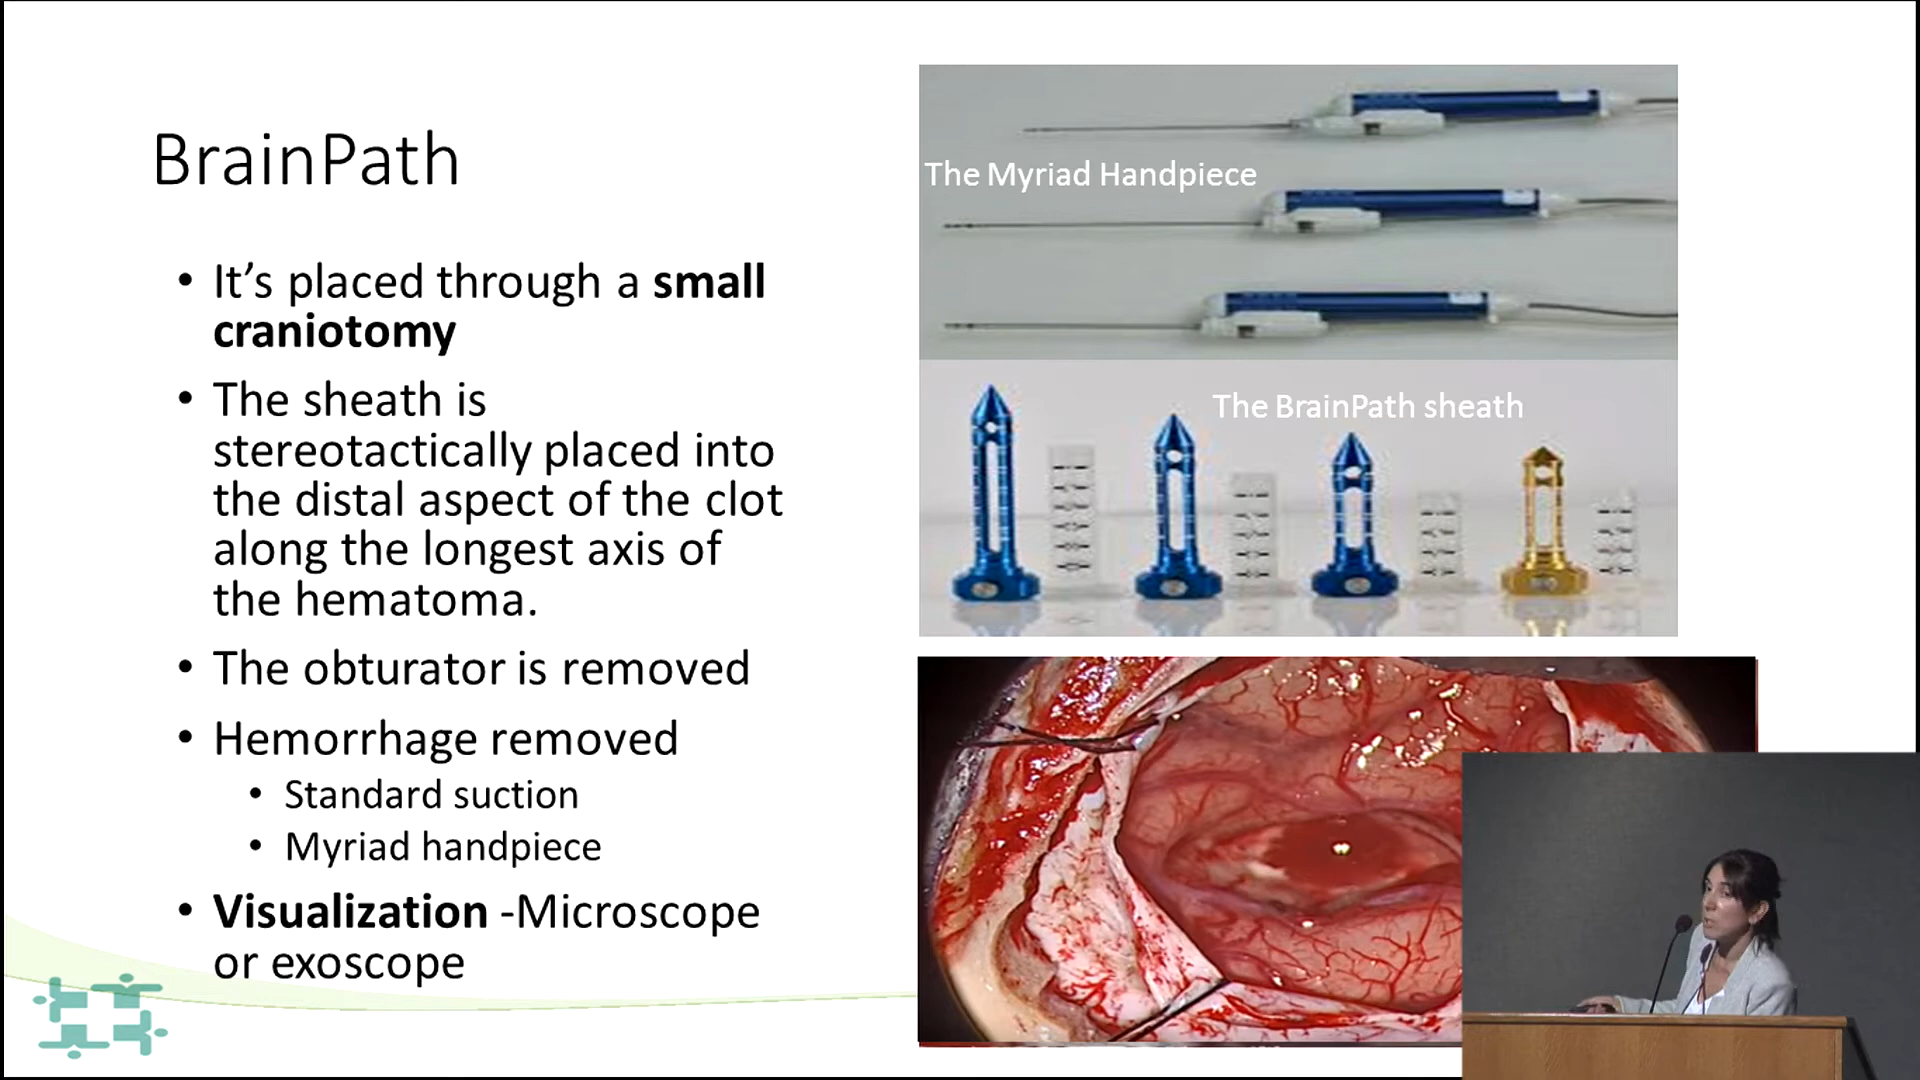 BrainPath
• It’s placed through a small
craniotomy
• The sheath is
stereotactically placed into
the distal aspect of the clot
along the longest axis of
the hematoma.
• The obturator is removed
• Hemorrhage removed
• Standard suction
• Myriad handpiece
• Visualization -Microscope
or exoscope
The Myriad Handpiece
The BrainPath sheath